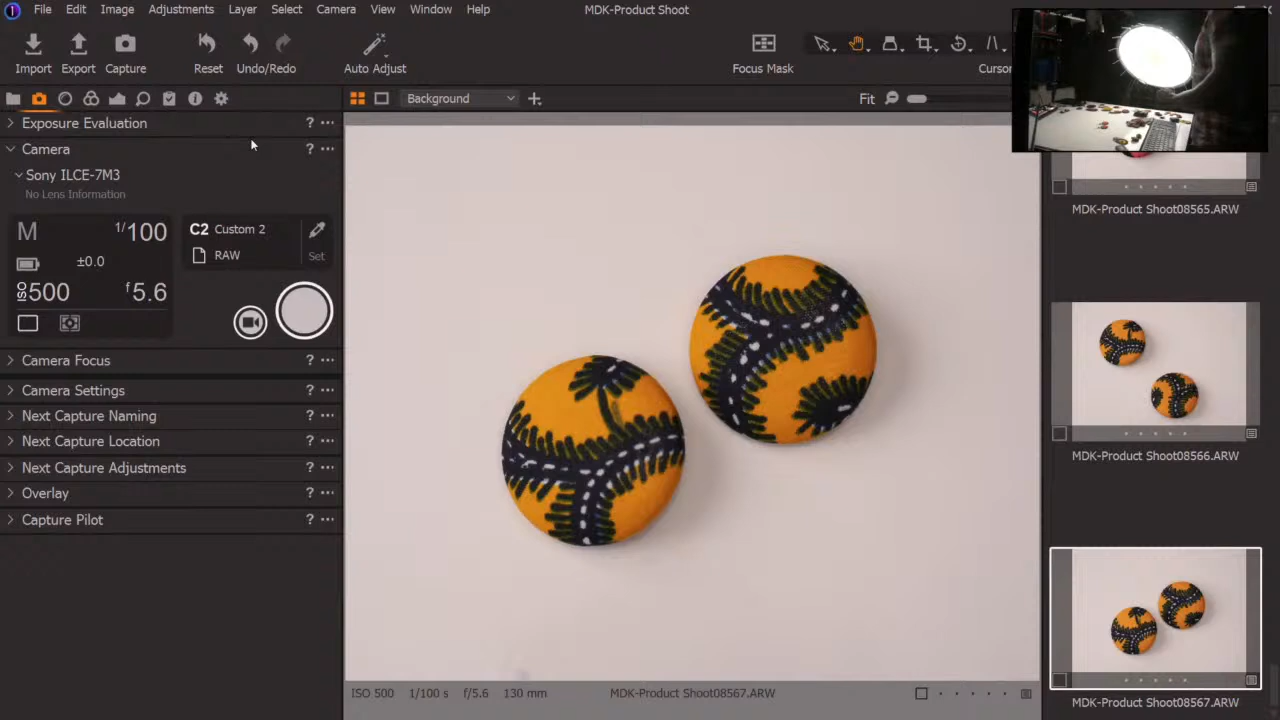 File Edit Image Adjustments Layer Select Camera View Window Help MDK-Product Shoot
Import Export Capture Reset Undo/Redo Auto Adjust Focus Mask Cursor
Background Fit
Exposure Evaluation ? ...
Camera ? ...
Sony ILCE-7M3
No Lens Information
M 1/100 C2 Custom 2
±0.0 RAW Set
ISO 500 f 5.6
Camera Focus ? ...
Camera Settings ? ...
Next Capture Naming ? ...
Next Capture Location ? ...
Next Capture Adjustments ? ...
Overlay ? ...
Capture Pilot ? ...
ISO 500 1/100 s f/5.6 130 mm MDK-Product Shoot08567.ARW
MDK-Product Shoot08565.ARW
MDK-Product Shoot08566.ARW
MDK-Product Shoot08567.ARW